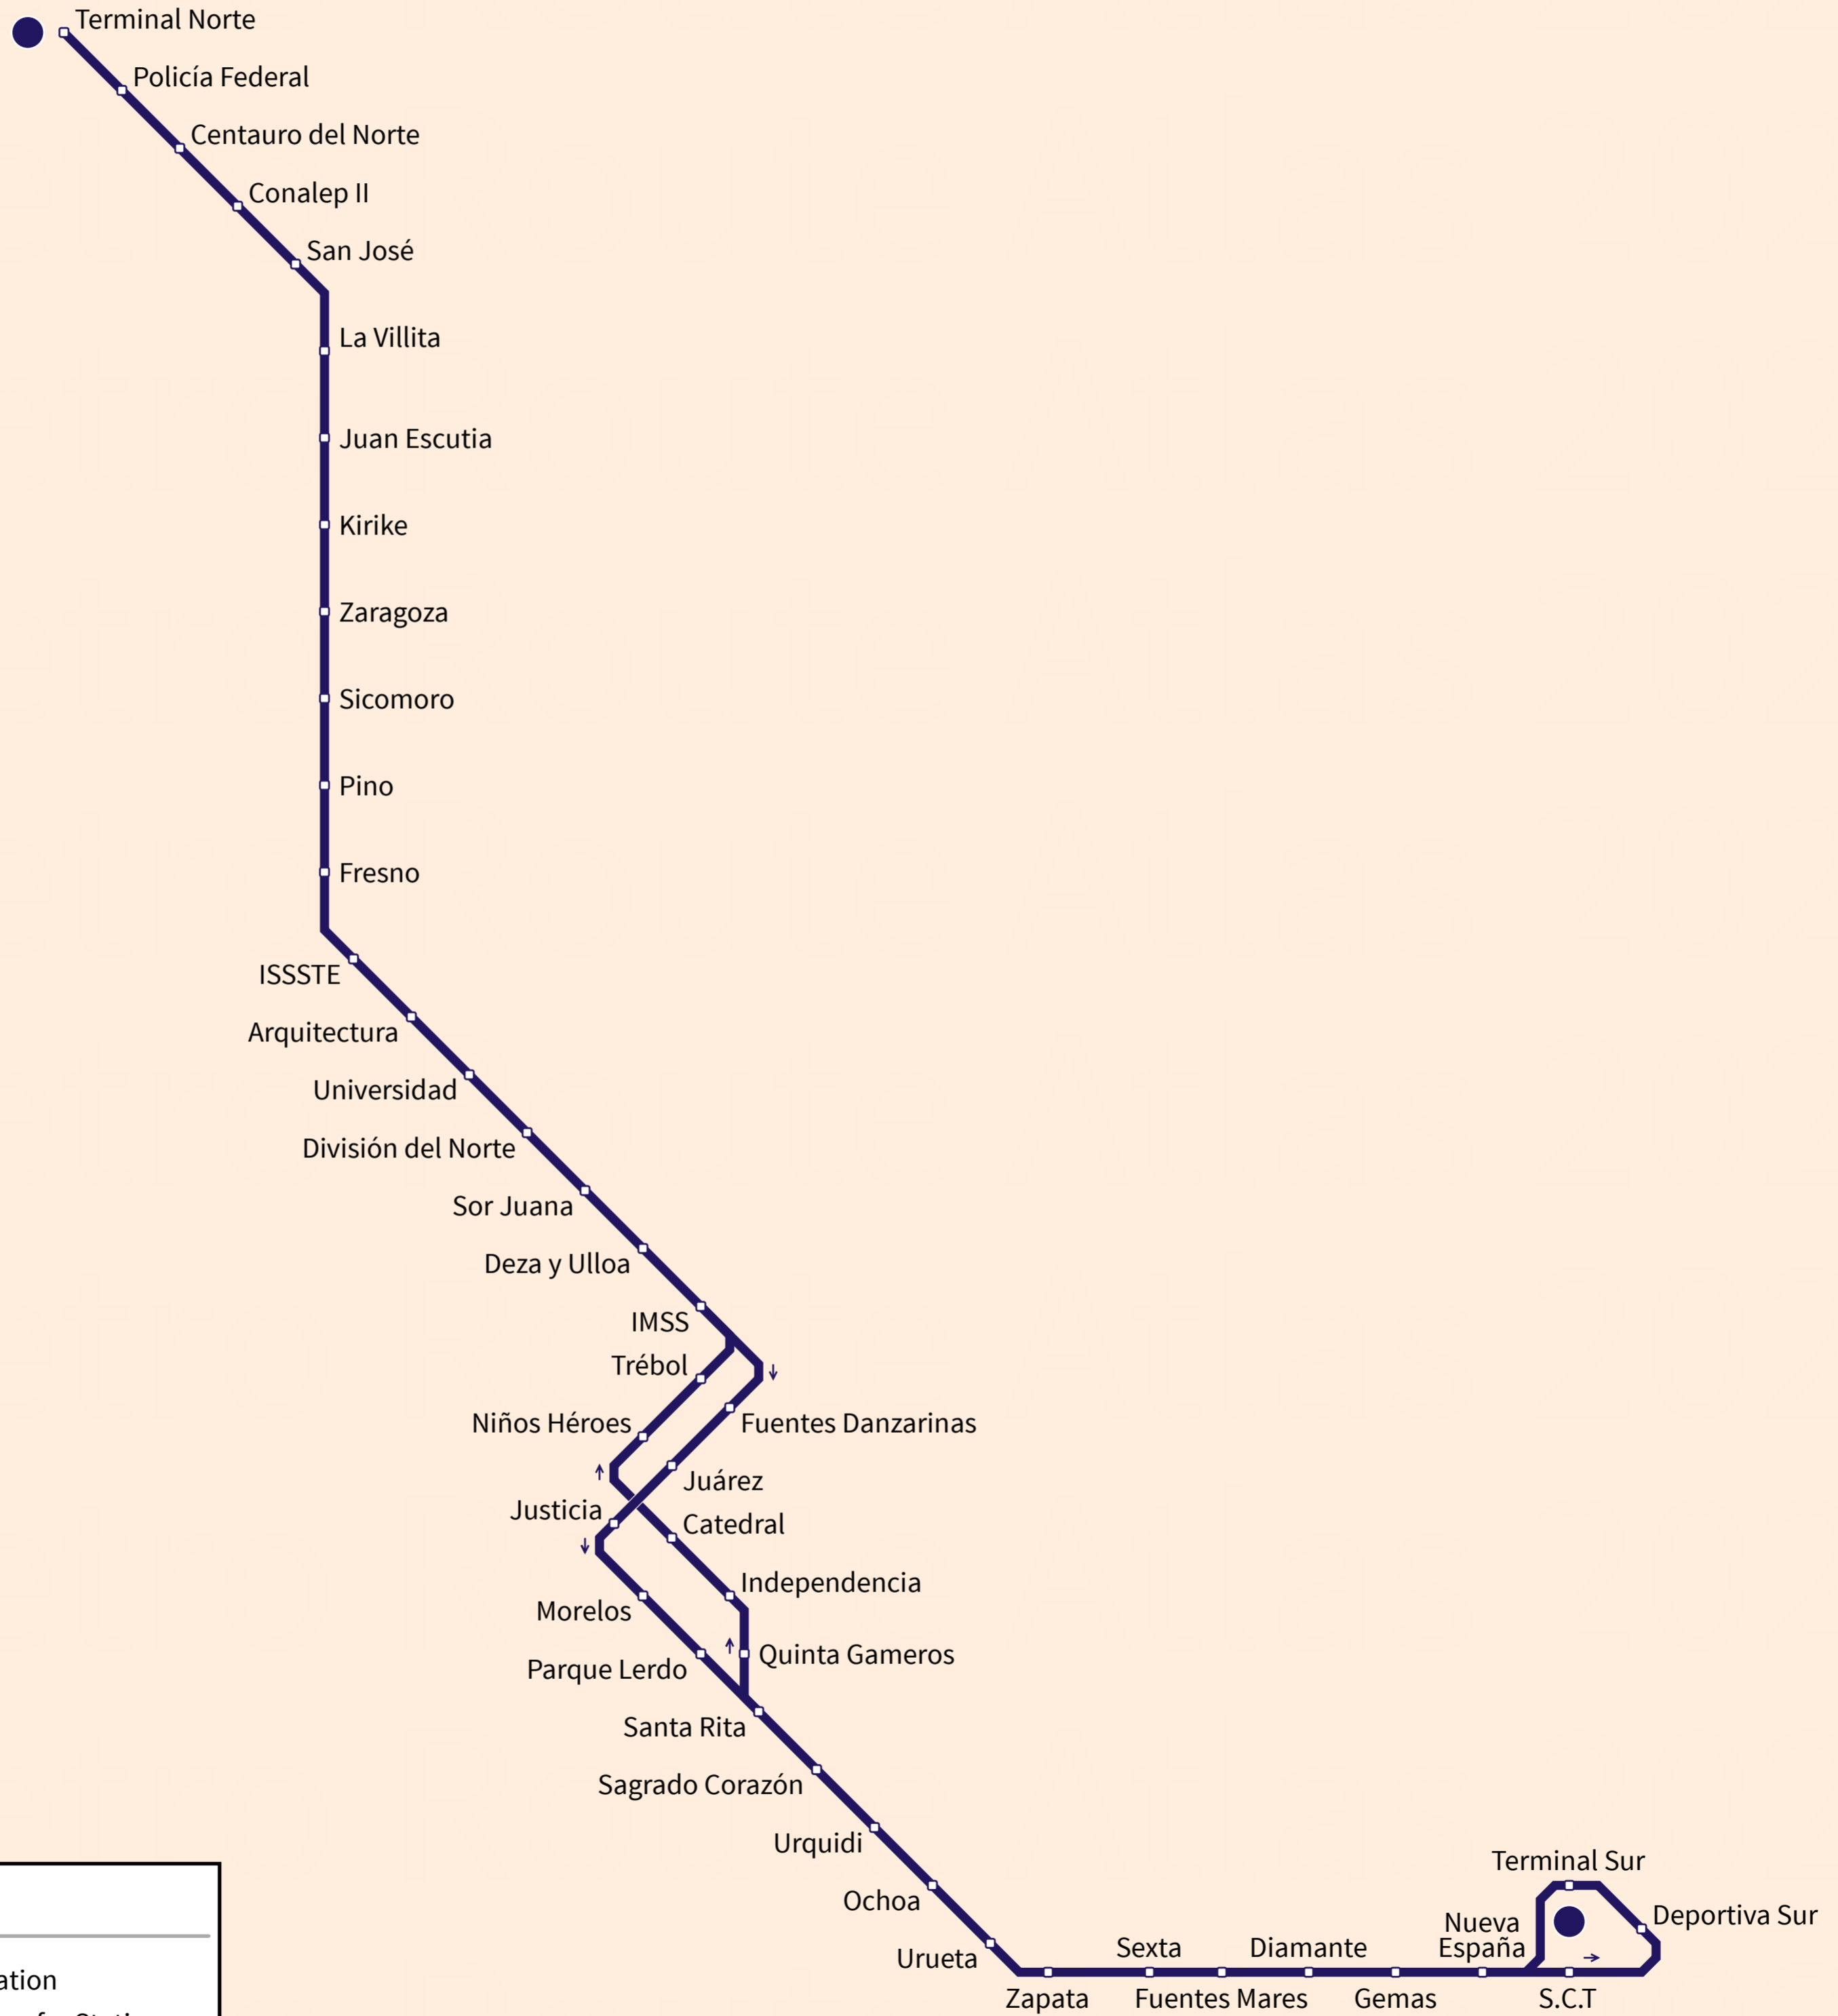 Terminal Norte
Policía Federal
Centauro del Norte
Conalep II
San José
La Villita
Juan Escutia
Kirike
Zaragoza
Sicomoro
Pino
Fresno
ISSSTE
Arquitectura
Universidad
División del Norte
Sor Juana
Deza y Ulloa
IMSS
Trébol
Niños Héroes
Fuentes Danzarinas
Juárez
Justicia
Catedral
Independencia
Morelos
Quinta Gameros
Parque Lerdo
Santa Rita
Sagrado Corazón
Urquidi
Ochoa
Urueta
Zapata
Sexta
Fuentes Mares
Diamante
Gemas
Nueva
España
S.C.T
Deportiva Sur
Terminal Sur
ation